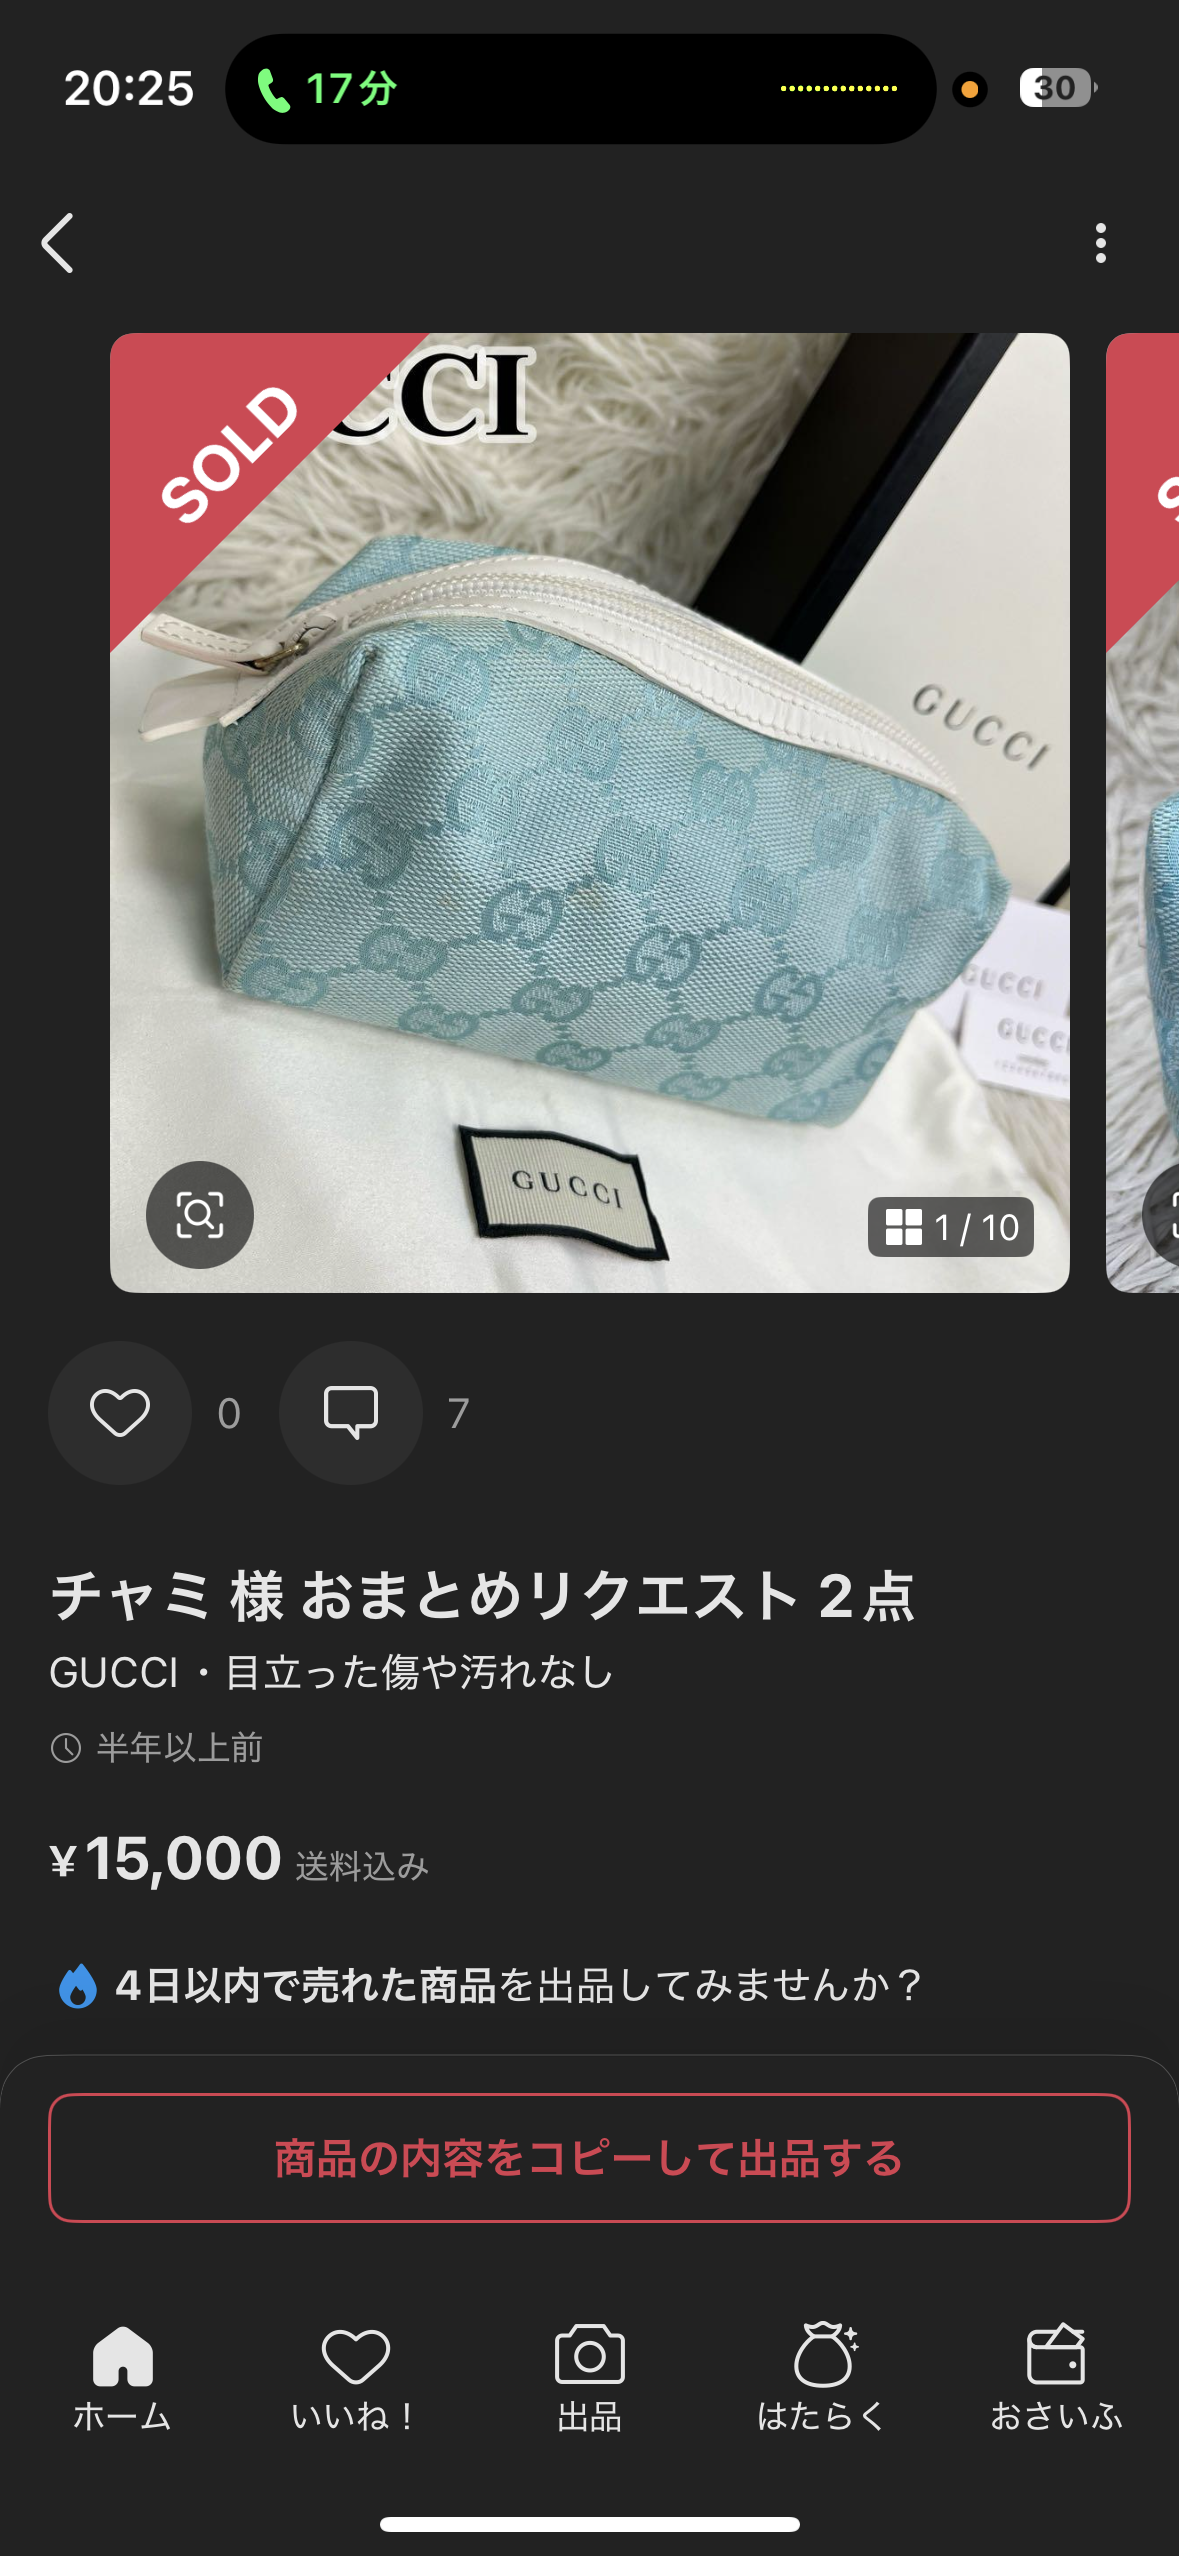 20:25
17分
30
SOLD
CCI
GUCCI
GUCCI
GUCCI
GUCCI
1 / 10
0
7
チャミ 様 おまとめリクエスト 2点
GUCCI・目立った傷や汚れなし
半年以上前
¥15,000 送料込み
4日以内で売れた商品を出品してみませんか？
商品の内容をコピーして出品する
ホーム
いいね！
出品
はたらく
おさいふ